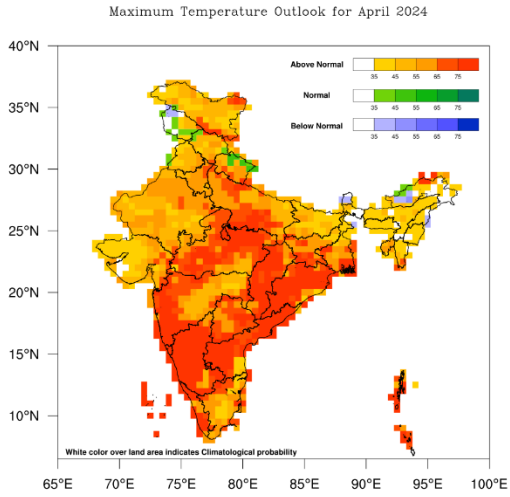 Maximum Temperature Outlook for April 2024
40°N
Above Normal
35 45 55 65 75
35°N
Normal
35 45 55 65 75
Below Normal
35 45 55 65 75
30°N
25°N
20°N
15°N
10°N
White color over land area indicates Climatological probability
65°E 70°E 75°E 80°E 85°E 90°E 95°E 100°E